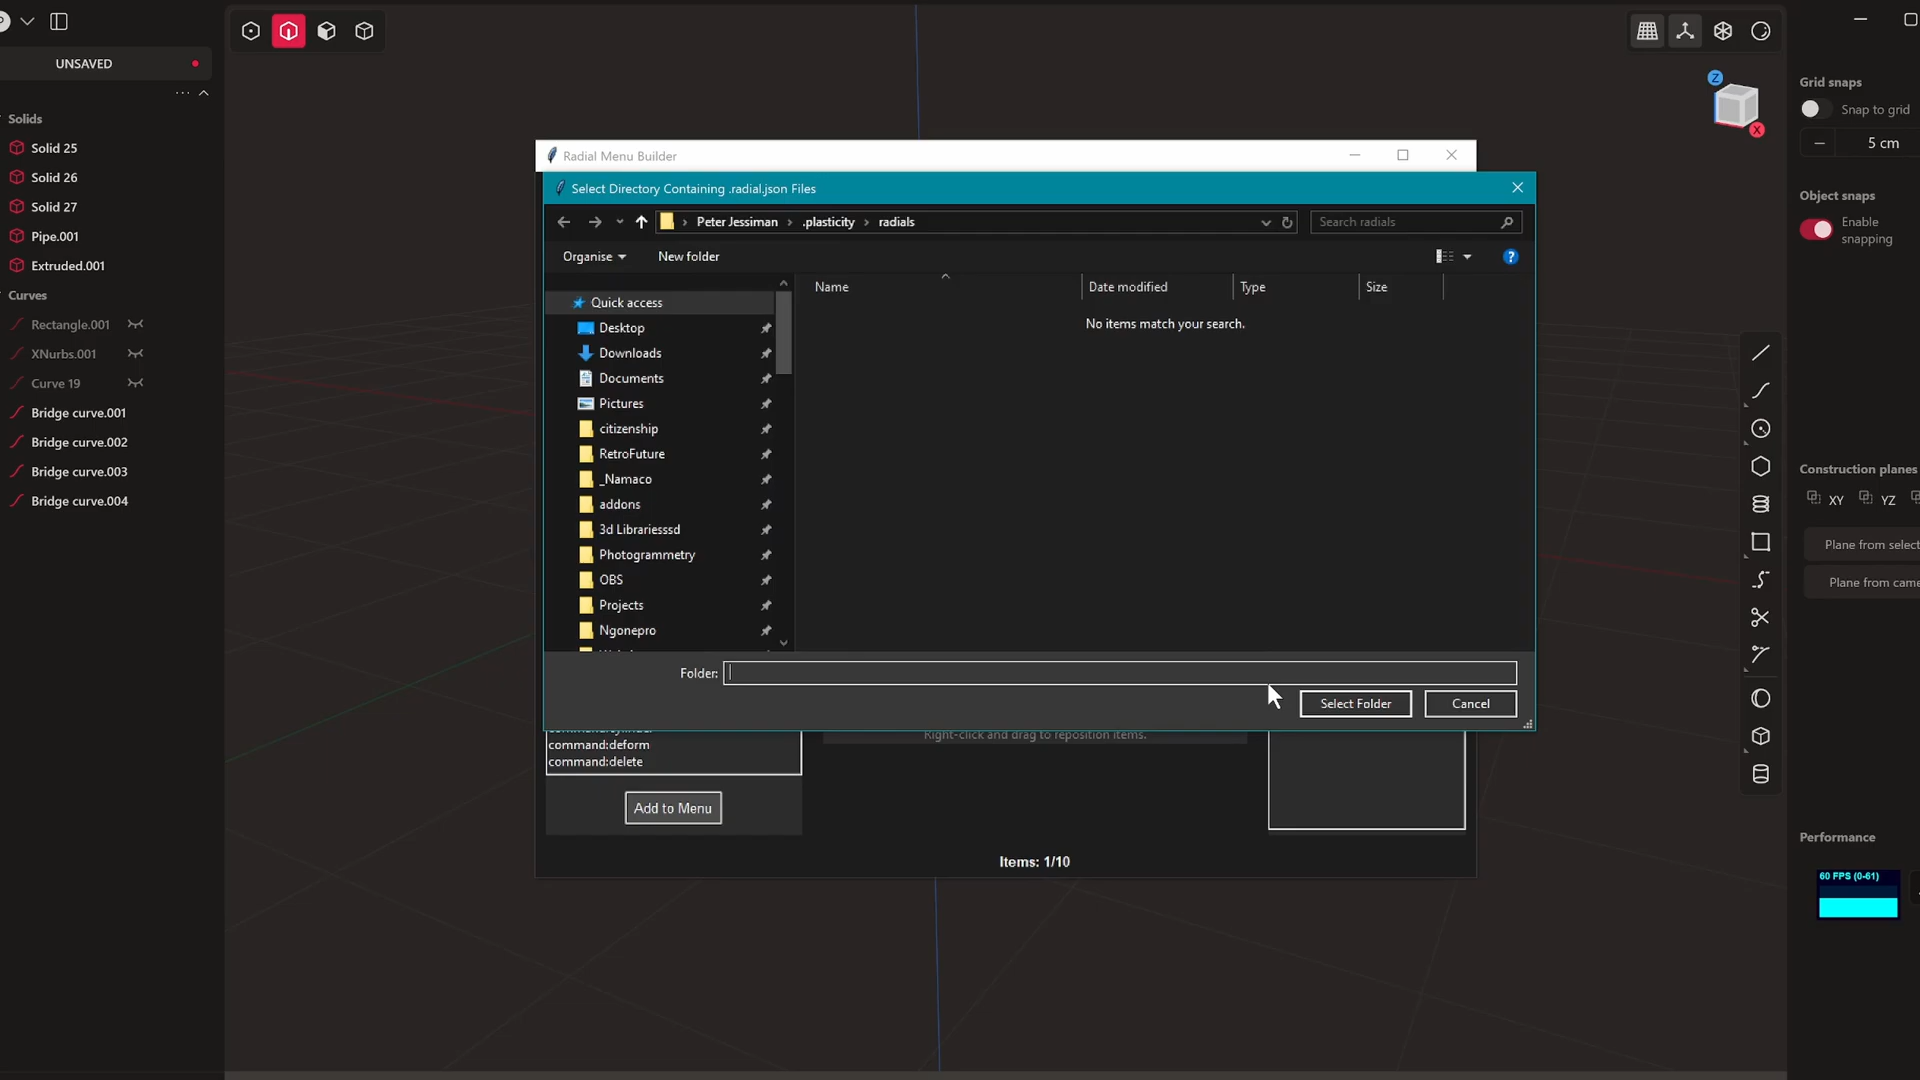 UNSAVED
Solids
Solid 25
Solid 26
Solid 27
Pipe.001
Extruded.001
Curves
Rectangle.001
XNurbs.001
Curve 19
Bridge curve.001
Bridge curve.002
Bridge curve.003
Bridge curve.004
Radial Menu Builder
Select Directory Containing .radial.json Files
Peter Jessiman > .plasticity > radials
Search radials
Organise
New folder
Name
Date modified
Type
Size
No items match your search.
Quick access
Desktop
Downloads
Documents
Pictures
citizenship
RetroFuture
_Namaco
addons
3d Librariesssd
Photogrammetry
OBS
Projects
Ngonepro
Folder:
Select Folder
Cancel
command:deform
command:delete
Right-click and drag to reposition items.
Add to Menu
Items: 1/10
Z
X
Grid snaps
Snap to grid
5 cm
Object snaps
Enable
snapping
Construction planes
XY
YZ
Plane from select
Plane from came
Performance
60 FPS (0-61)